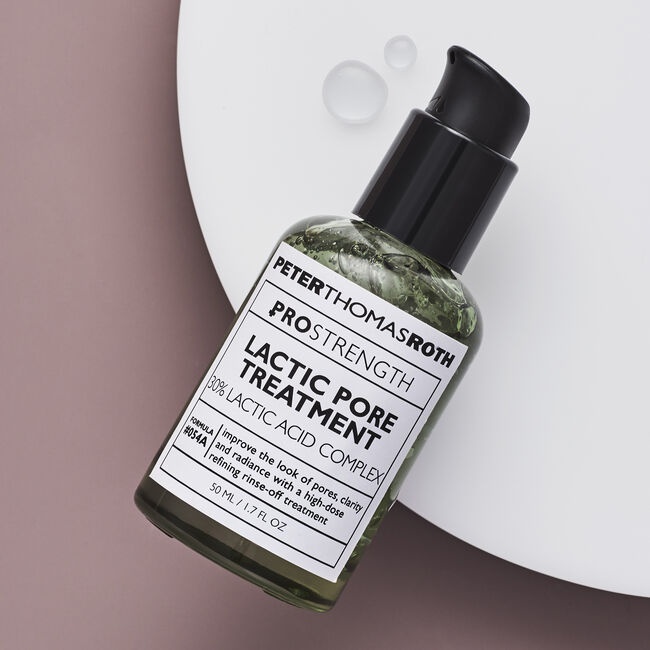 PETERTHOMASROTH
PROSTRENGTH
LACTIC PORE
TREATMENT
30% LACTIC ACID COMPLEX
FORMULA
#054A
improve the look of pores, clarity
and radiance with a high-dose
refining rinse-off treatment
50 ML / 1.7 FL OZ